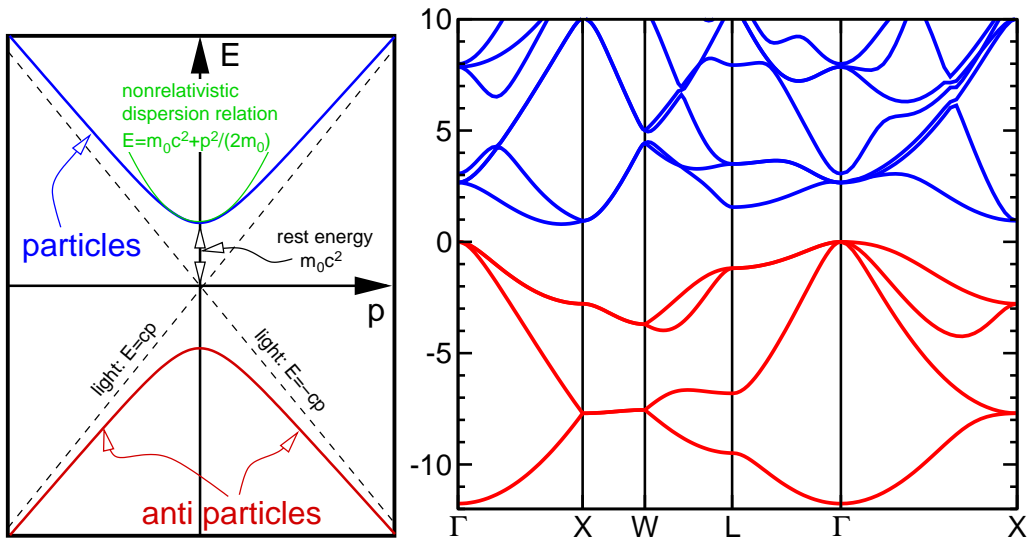 E
nonrelativistic
dispersion relation
E=m₀c²+p²/(2m₀)
particles
rest energy
m₀c²
p
light: E=cp
light: E=−cp
anti particles
10
5
0
-5
-10
Γ X W L Γ X